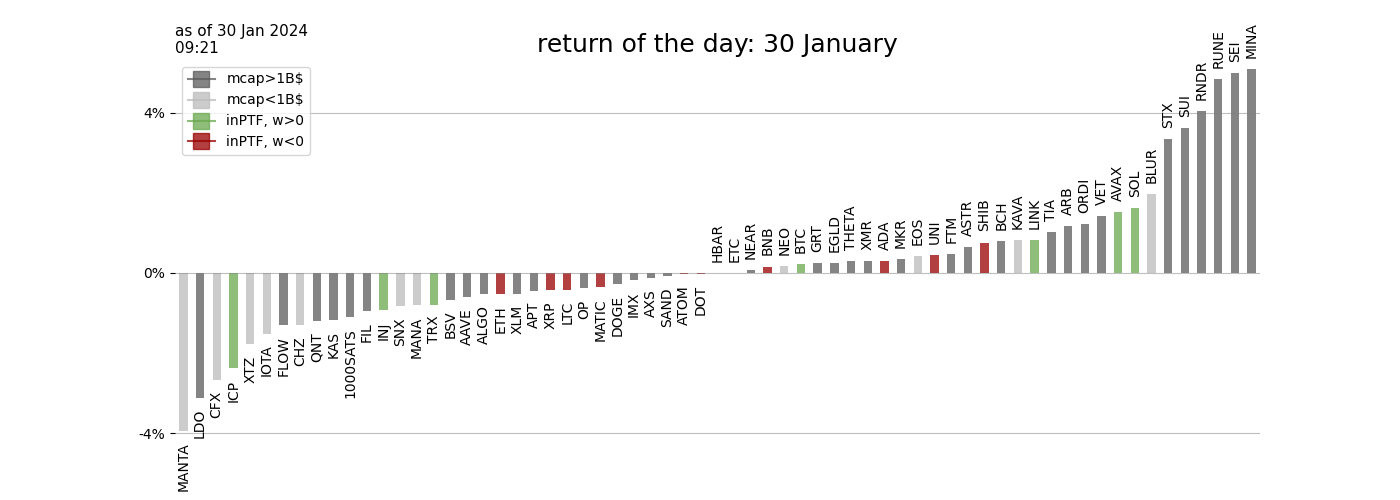 as of 30 Jan 2024
09:21
return of the day: 30 January
mcap>1B$
mcap<1B$
inPTF, w>0
inPTF, w<0
4%
0%
-4%
MANTA
LDO
CFX
ICP
XTZ
IOTA
FLOW
CHZ
QNT
KAS
1000SATS
FIL
INJ
SNX
MANA
TRX
BSV
AAVE
ALGO
ETH
XLM
APT
XRP
LTC
OP
MATIC
DOGE
IMX
AXS
SAND
ATOM
DOT
HBAR
ETC
NEAR
BNB
NEO
BTC
GRT
EGLD
THETA
XMR
ADA
MKR
EOS
UNI
FTM
ASTR
SHIB
BCH
KAVA
LINK
TIA
ARB
ORDI
VET
AVAX
SOL
BLUR
STX
SUI
RNDR
RUNE
SEI
MINA